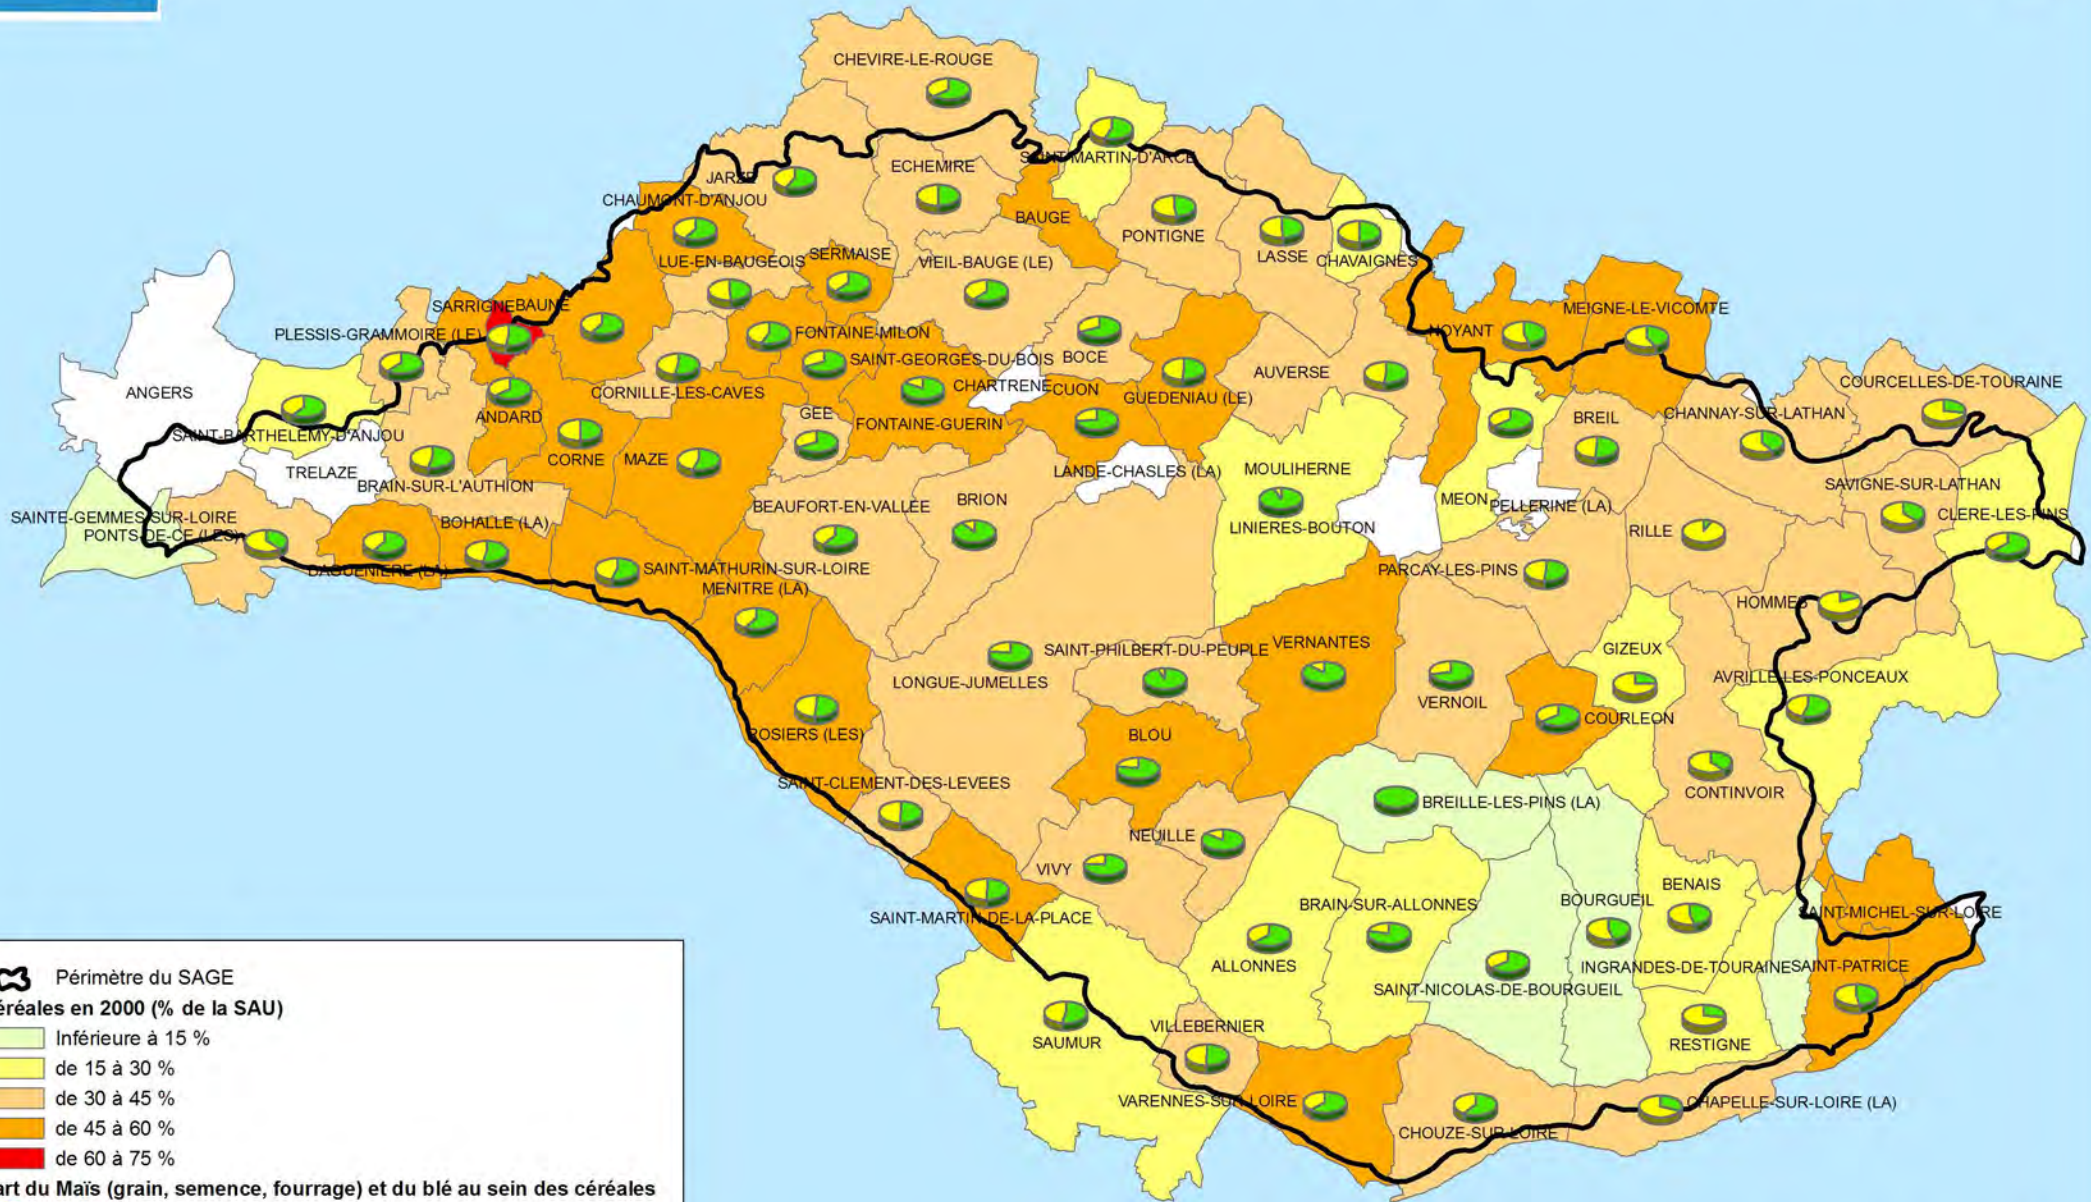 CHEVIRE-LE-ROUGE
SAINT-MARTIN-D'ARCE
ECHEMIRE
JARZE
CHAUMONT-D'ANJOU
BAUGE
PONTIGNE
LASSE
CHAVAIGNES
LUE-EN-BAUGEOIS
SERMAISE
VIEIL-BAUGE (LE)
SARRIGNE
BAUNE
MEIGNE-LE-VICOMTE
NOYANT
PLESSIS-GRAMMOIRE (LE)
FONTAINE-MILON
SAINT-GEORGES-DU-BOIS
BOCE
AUVERSE
COURCELLES-DE-TOURAINE
ANGERS
CORNILLE-LES-CAVES
CHARTRENE
CUON
GUEDENIAU (LE)
ANDARD
GEE
FONTAINE-GUERIN
BREIL
CHANNAY-SUR-LATHAN
SAINT-BARTHELEMY-D'ANJOU
CORNE
MAZE
TRELAZE
LANDE-CHASLES (LA)
MOULIHERNE
BRAIN-SUR-L'AUTHION
BEAUFORT-EN-VALLEE
BRION
MEON
PELLERINE (LA)
SAVIGNE-SUR-LATHAN
SAINTE-GEMMES-SUR-LOIRE
BOHALLE (LA)
LINIERES-BOUTON
RILLE
CLERE-LES-PINS
PONTS-DE-CE (LES)
DAGUENIERE (LA)
SAINT-MATHURIN-SUR-LOIRE
PARCAY-LES-PINS
MENITRE (LA)
HOMMES
SAINT-PHILBERT-DU-PEUPLE
VERNANTES
GIZEUX
LONGUE-JUMELLES
VERNOIL
AVRILLE-LES-PONCEAUX
ROSIERS (LES)
BLOU
COURLEON
SAINT-CLEMENT-DES-LEVEES
BREILLE-LES-PINS (LA)
CONTINVOIR
NEUILLE
VIVY
BENAIS
BOURGUEIL
BRAIN-SUR-ALLONNES
SAINT-MARTIN-DE-LA-PLACE
SAINT-MICHEL-SUR-LOIRE
ALLONNES
INGRANDES-DE-TOURAINE
SAINT-PATRICE
SAINT-NICOLAS-DE-BOURGUEIL
VILLEBERNIER
SAUMUR
RESTIGNE
VARENNES-SUR-LOIRE
CHAPELLE-SUR-LOIRE (LA)
CHOUZE-SUR-LOIRE
Périmètre du SAGE
éréales en 2000 (% de la SAU)
Inférieure à 15 %
de 15 à 30 %
de 30 à 45 %
de 45 à 60 %
de 60 à 75 %
art du Maïs (grain, semence, fourrage) et du blé au sein des céréales